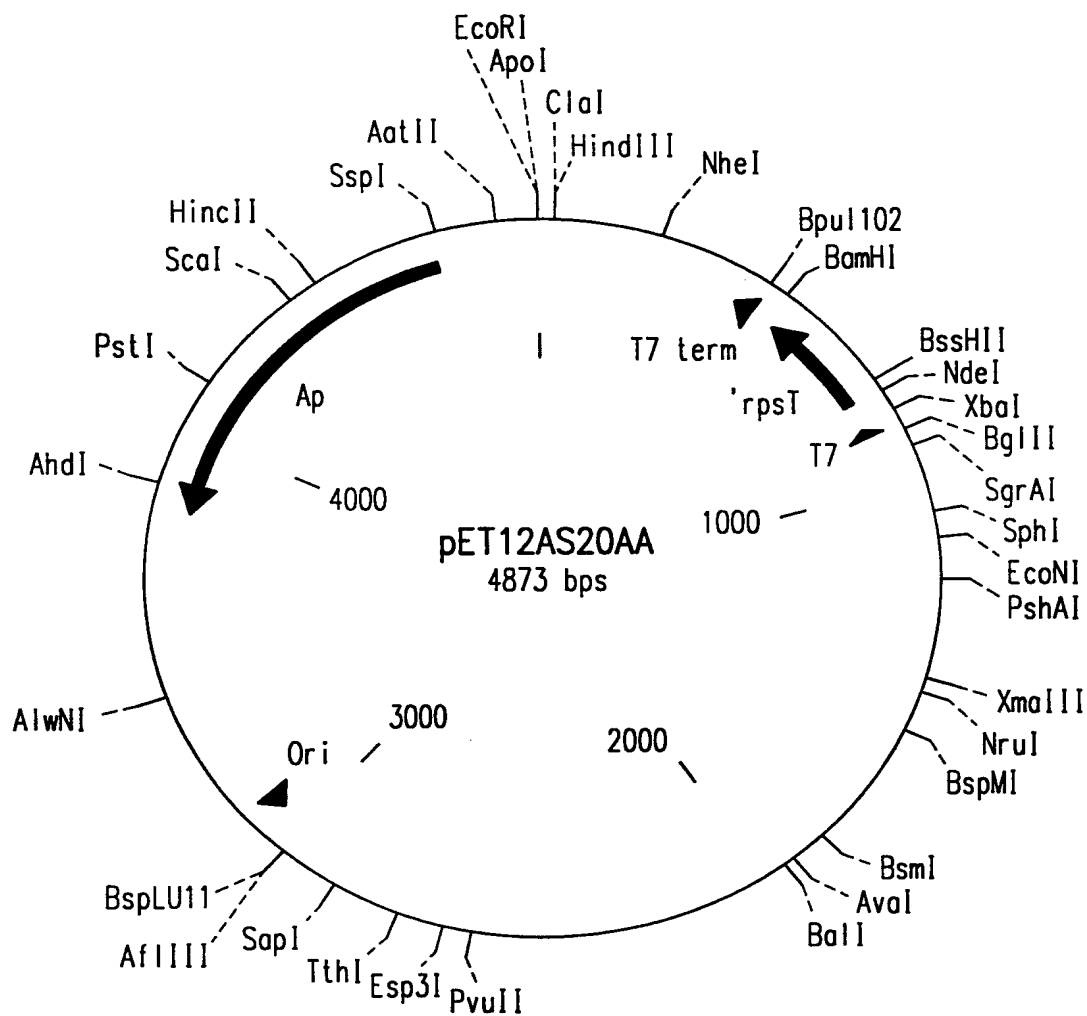 EcoRI
ApoI
ClaI
HindIII
AatII
SspI
NheI
HincII
ScaI
Bpu1102
BamHI
PstI
T7 term
I
BssHII
NdeI
XbaI
BglII
Ap
'rpsT
T7
AhdI
SgrAI
4000
1000
SphI
pET12AS20AA
4873 bps
EcoNI
PshAI
AlwNI
3000
2000
XmaIII
NruI
BspMI
Ori
BsmI
AvaI
BalI
BspLU11
AflIII
SapI
TthI
Esp3I
PvuII